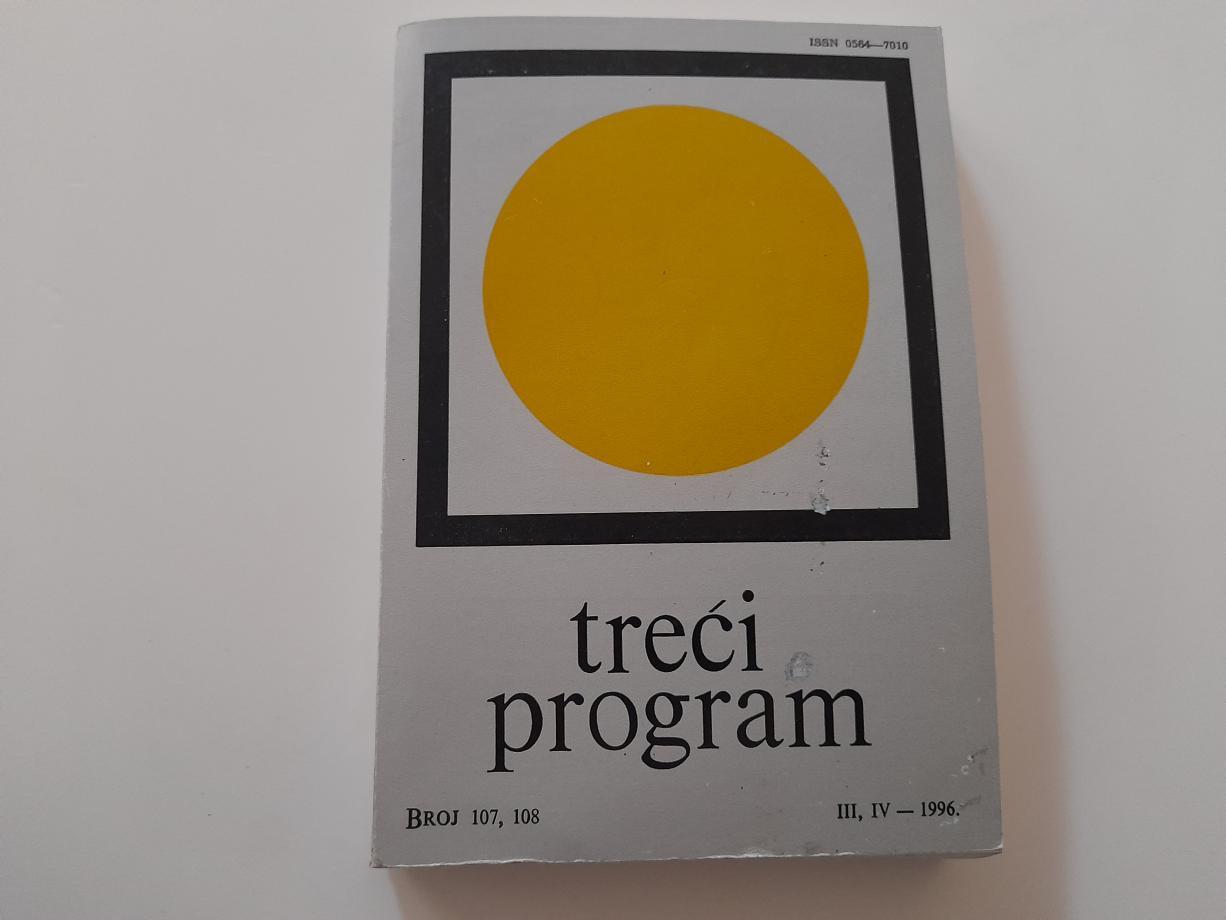 ISSN 0564—7010
treći
program
BROJ 107, 108
III, IV — 1996.